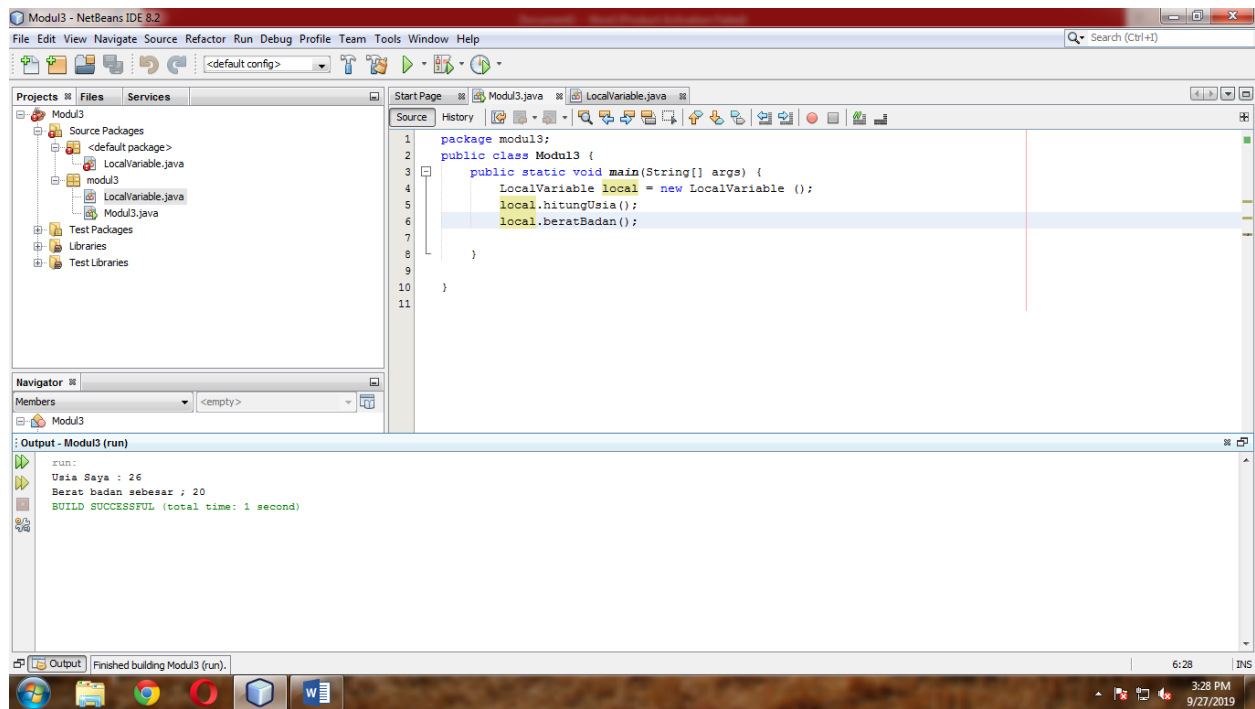 Modul3 - NetBeans IDE 8.2
File Edit View Navigate Source Refactor Run Debug Profile Team Tools Window Help
Search (Ctrl+I)
<default config>
Projects Files Services
Modul3
Source Packages
<default package>
LocalVariable.java
modul3
LocalVariable.java
Modul3.java
Test Packages
Libraries
Test Libraries
Navigator
Members <empty>
Modul3
Start Page Modul3.java LocalVariable.java
Source History
1 package modul3;
2 public class Modul3 {
3 public static void main(String[] args) {
4 LocalVariable local = new LocalVariable ();
5 local.hitungUsia();
6 local.beratBadan();
7
8 }
9
10 }
11
Output - Modul3 (run)
run:
Usia Saya : 26
Berat badan sebesar ; 20
BUILD SUCCESSFUL (total time: 1 second)
Output Finished building Modul3 (run).
6:28 INS
3:28 PM
9/27/2019